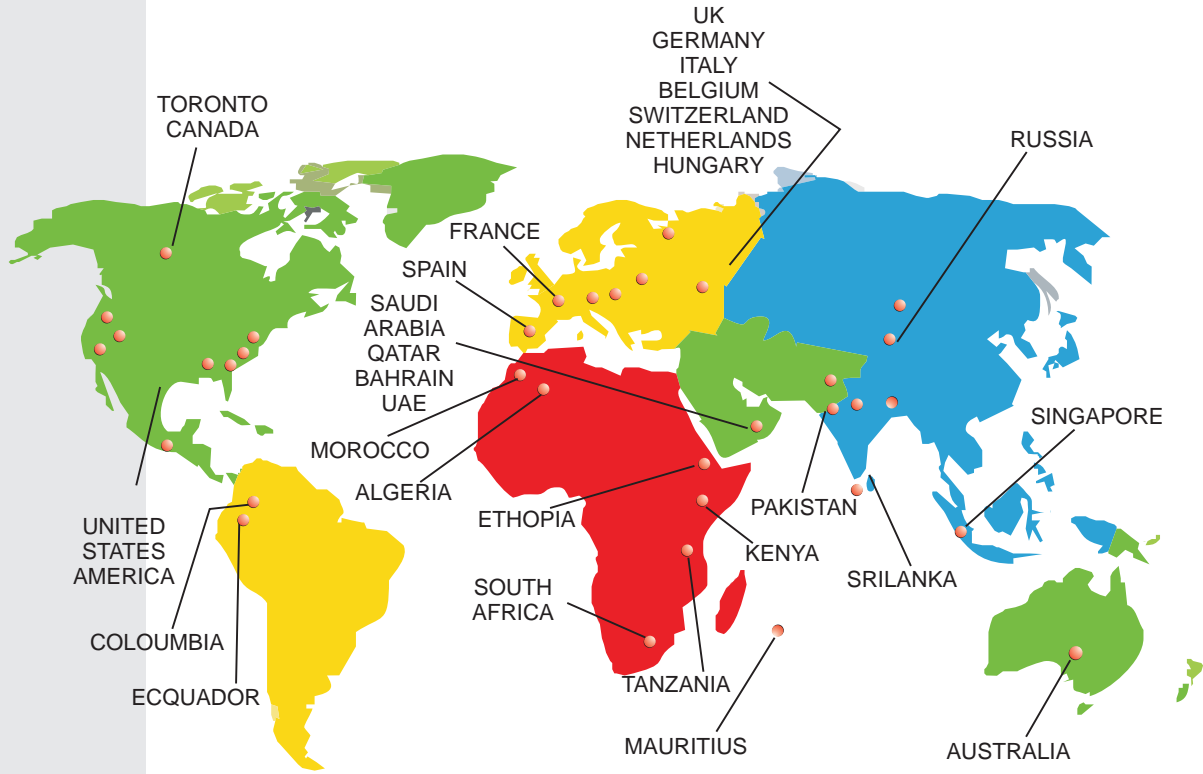 UK
GERMANY
ITALY
BELGIUM
SWITZERLAND
NETHERLANDS
HUNGARY
TORONTO
CANADA
RUSSIA
FRANCE
SPAIN
SAUDI
ARABIA
QATAR
BAHRAIN
UAE
MOROCCO
ALGERIA
ETHOPIA
PAKISTAN
SINGAPORE
KENYA
SRILANKA
UNITED
STATES
AMERICA
SOUTH
AFRICA
COLOUMBIA
ECQUADOR
TANZANIA
MAURITIUS
AUSTRALIA